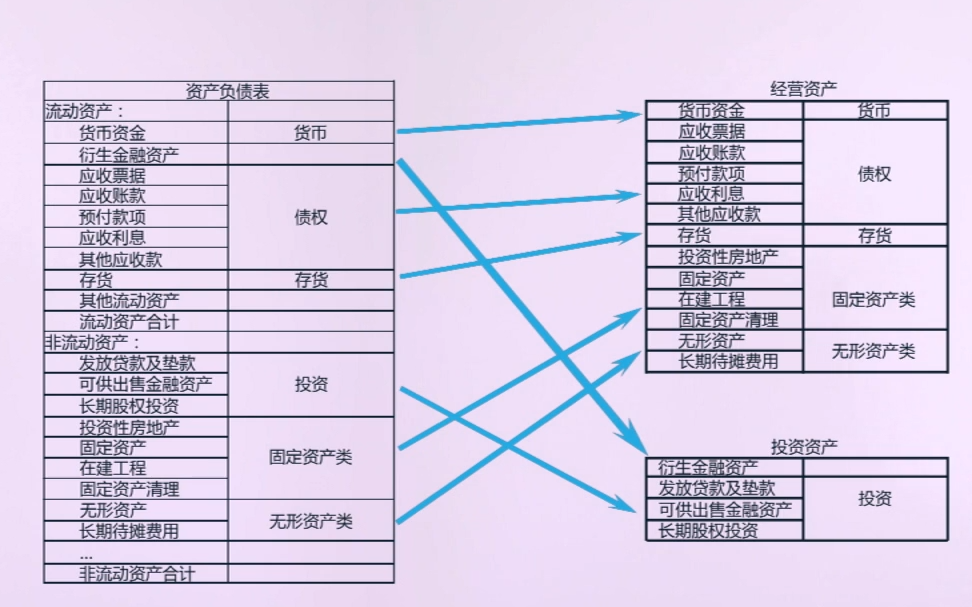 资产负债表
流动资产：
货币资金 货币
衍生金融资产
应收票据
应收账款
预付款项 债权
应收利息
其他应收款
存货 存货
其他流动资产
流动资产合计
非流动资产：
发放贷款及垫款
可供出售金融资产 投资
长期股权投资
投资性房地产
固定资产 固定资产类
在建工程
固定资产清理
无形资产 无形资产类
长期待摊费用
...
非流动资产合计
经营资产
货币资金 货币
应收票据
应收账款
预付款项 债权
应收利息
其他应收款
存货 存货
投资性房地产
固定资产
在建工程 固定资产类
固定资产清理
无形资产 无形资产类
长期待摊费用
投资资产
衍生金融资产
发放贷款及垫款 投资
可供出售金融资产
长期股权投资